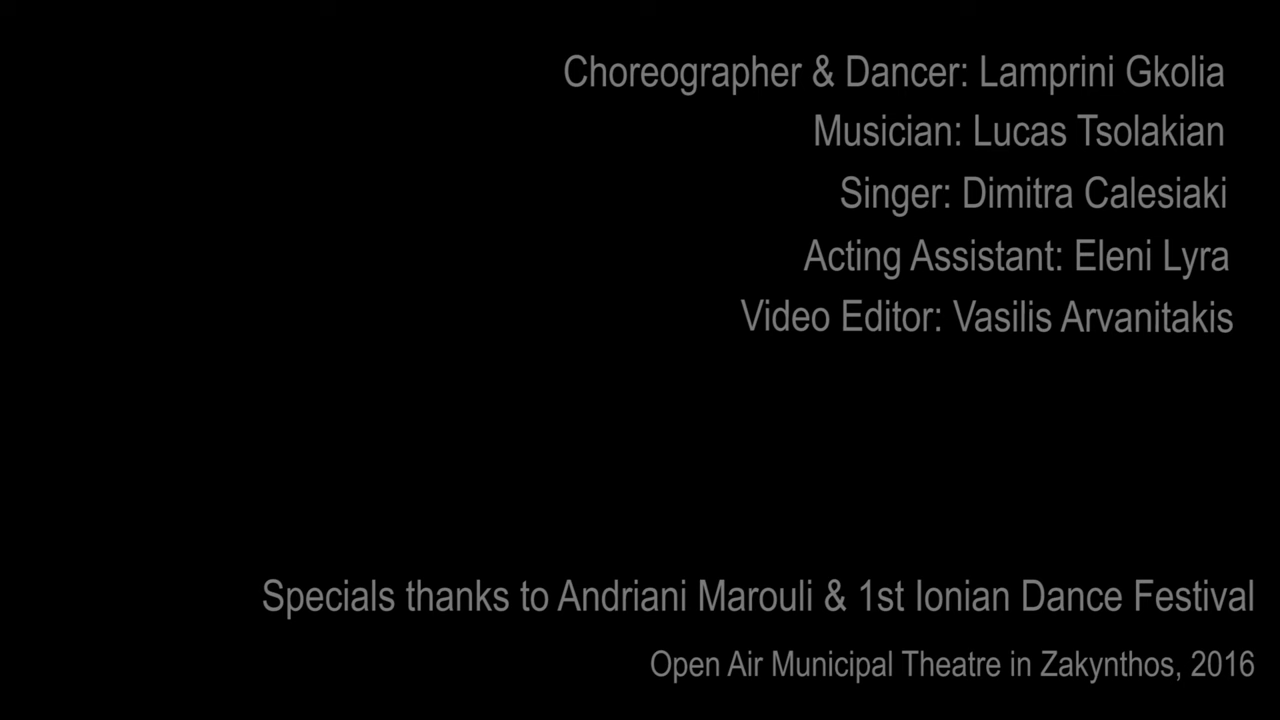 Choreographer & Dancer: Lamprini Gkolia
Musician: Lucas Tsolakian
Singer: Dimitra Calesiaki
Acting Assistant: Eleni Lyra
Video Editor: Vasilis Arvanitakis
Specials thanks to Andriani Marouli & 1st Ionian Dance Festival
Open Air Municipal Theatre in Zakynthos, 2016